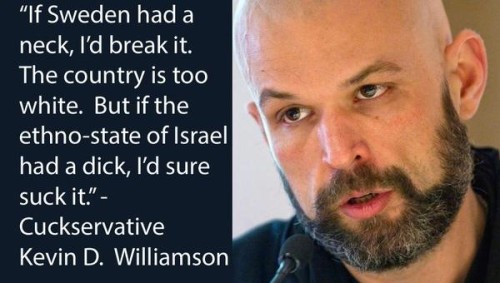 “If Sweden had a
neck, I’d break it.
The country is too
white.  But if the
ethno-state of Israel
had a dick, I’d sure
suck it.” -
Cuckservative
Kevin D.  Williamson